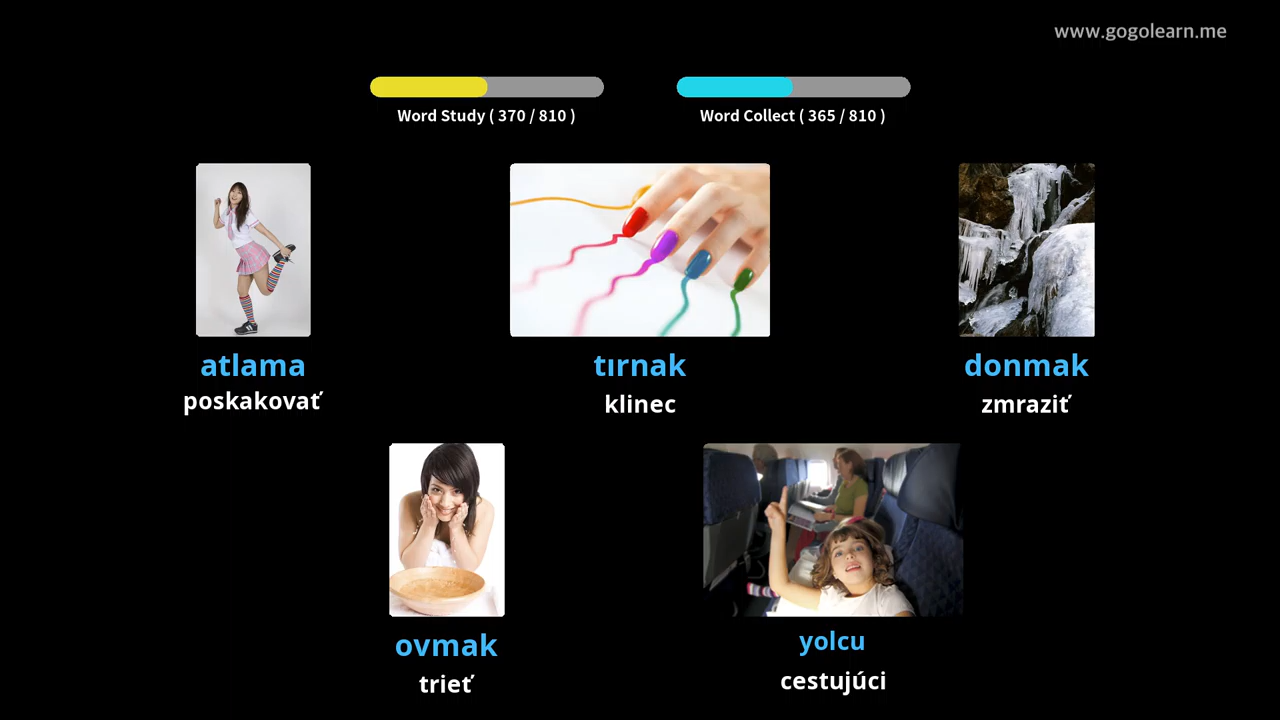 www.gogolearn.me
Word Study ( 370 / 810 )
Word Collect ( 365 / 810 )
atlama
poskakovať
tırnak
klinec
donmak
zmraziť
ovmak
trieť
yolcu
cestujúci